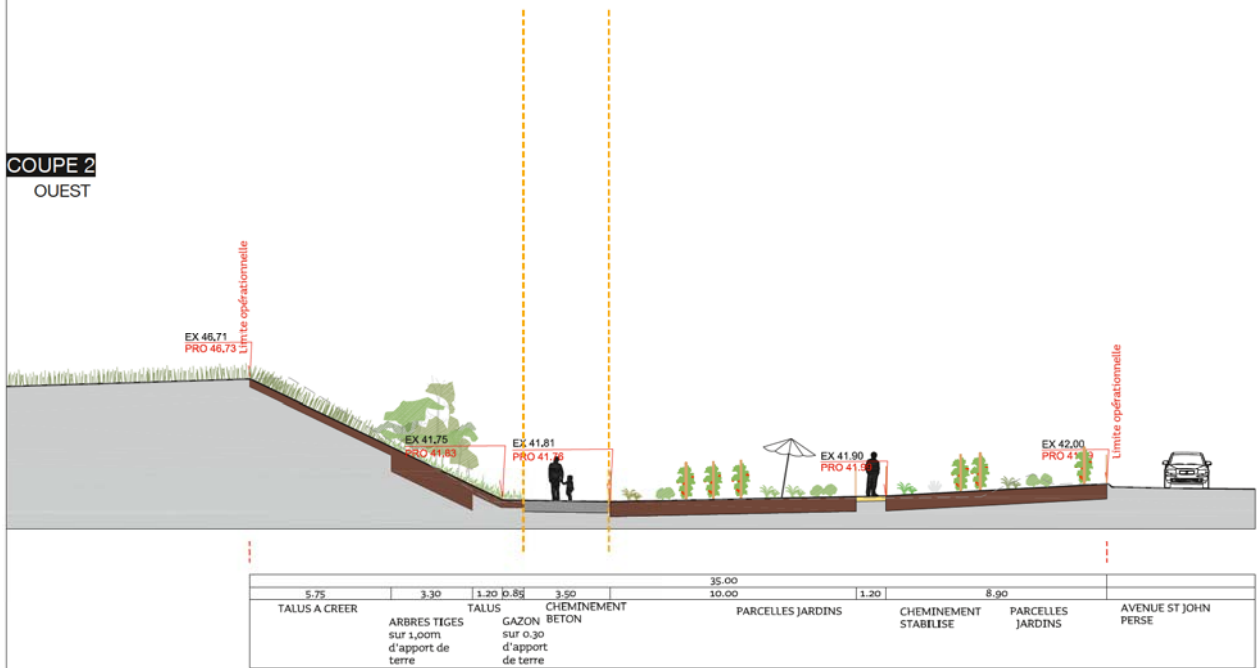 COUPE 2
OUEST
Limite opérationnelle
EX 46,71
PRO 46,73
EX 41,75
PRO 41,83
EX 41,81
PRO 41,76
EX 41,90
PRO
EX 42,00
PRO
Limite opérationnelle
35.00
5.75 3.30 1.20 0.85 3.50 10.00 1.20 8.90
TALUS A CREER
ARBRES TIGES
sur 1,00m
d'apport de
terre
TALUS
GAZON
sur 0.30
d'apport
de terre
CHEMINEMENT
BETON
PARCELLES JARDINS
CHEMINEMENT
STABILISE
PARCELLES
JARDINS
AVENUE ST JOHN
PERSE